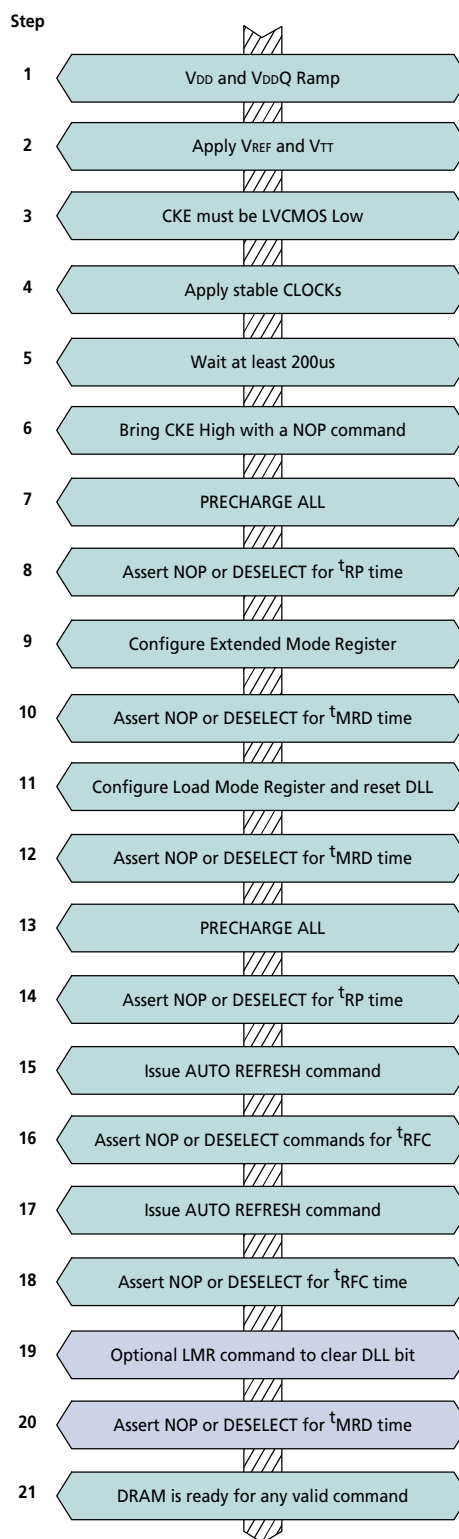 Step
1 VDD and VDDQ Ramp
2 Apply VREF and VTT
3 CKE must be LVCMOS Low
4 Apply stable CLOCKs
5 Wait at least 200us
6 Bring CKE High with a NOP command
7 PRECHARGE ALL
8 Assert NOP or DESELECT for tRP time
9 Configure Extended Mode Register
10 Assert NOP or DESELECT for tMRD time
11 Configure Load Mode Register and reset DLL
12 Assert NOP or DESELECT for tMRD time
13 PRECHARGE ALL
14 Assert NOP or DESELECT for tRP time
15 Issue AUTO REFRESH command
16 Assert NOP or DESELECT commands for tRFC
17 Issue AUTO REFRESH command
18 Assert NOP or DESELECT for tRFC time
19 Optional LMR command to clear DLL bit
20 Assert NOP or DESELECT for tMRD time
21 DRAM is ready for any valid command